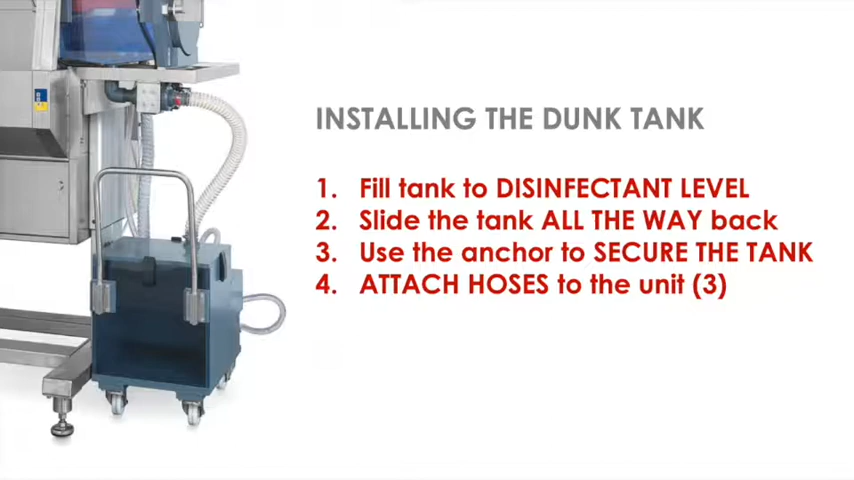 INSTALLING THE DUNK TANK
1. Fill tank to DISINFECTANT LEVEL
2. Slide the tank ALL THE WAY back
3. Use the anchor to SECURE THE TANK
4. ATTACH HOSES to the unit (3)